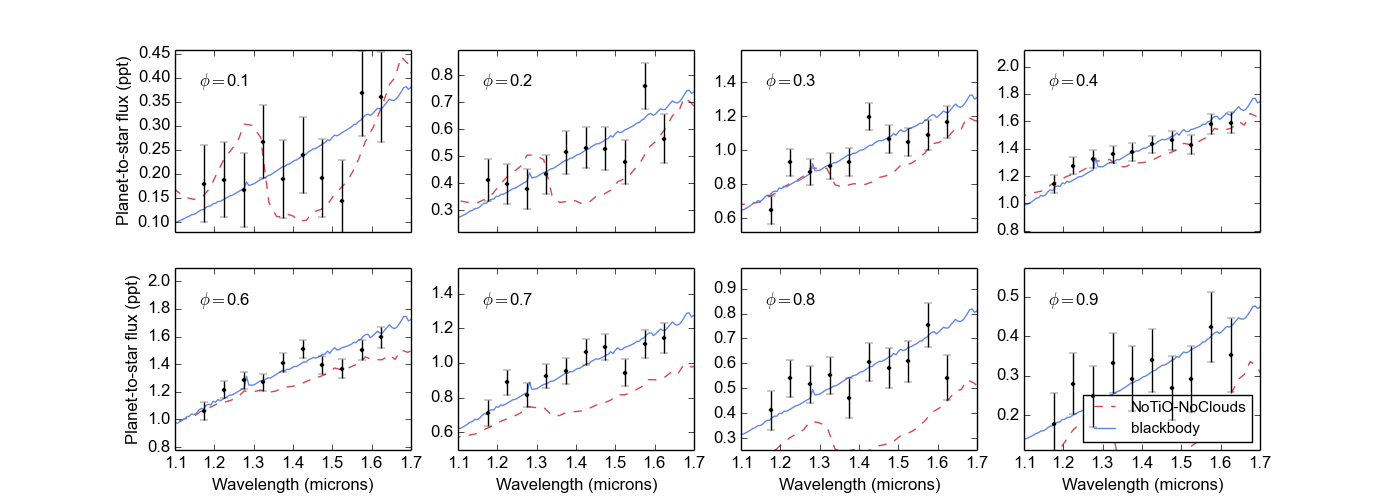 Planet-to-star flux (ppt)
0.45
0.40
0.35
0.30
0.25
0.20
0.15
0.10
ϕ=0.1
0.8
0.7
0.6
0.5
0.4
0.3
ϕ=0.2
1.4
1.2
1.0
0.8
0.6
ϕ=0.3
2.0
1.8
1.6
1.4
1.2
1.0
0.8
ϕ=0.4
Planet-to-star flux (ppt)
2.0
1.8
1.6
1.4
1.2
1.0
0.8
ϕ=0.6
1.1 1.2 1.3 1.4 1.5 1.6 1.7
Wavelength (microns)
1.4
1.2
1.0
0.8
0.6
ϕ=0.7
1.1 1.2 1.3 1.4 1.5 1.6 1.7
Wavelength (microns)
0.9
0.8
0.7
0.6
0.5
0.4
0.3
ϕ=0.8
1.1 1.2 1.3 1.4 1.5 1.6 1.7
Wavelength (microns)
0.5
0.4
0.3
0.2
ϕ=0.9
NoTiO-NoClouds
blackbody
1.1 1.2 1.3 1.4 1.5 1.6 1.7
Wavelength (microns)